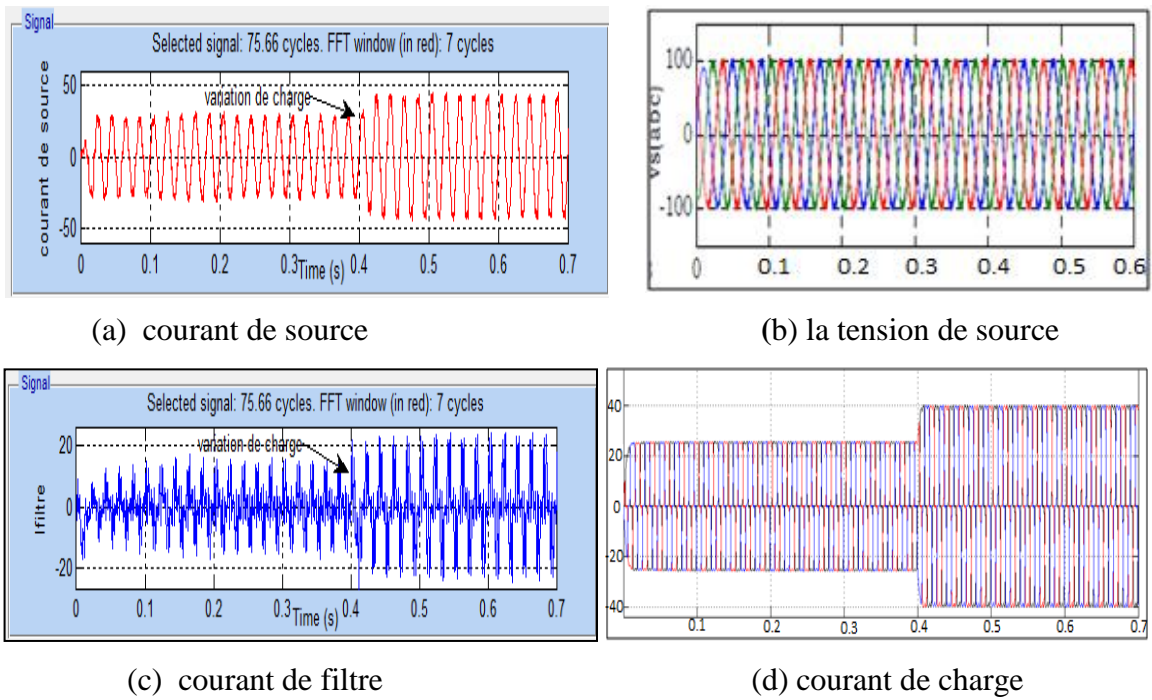 Signal
Selected signal: 75.66 cycles. FFT window (in red): 7 cycles
courant de source
50
0
-50
variation de charge
0 0.1 0.2 0.3 0.4 0.5 0.6 0.7
Time (s)
(a) courant de source
vs(abc)
100
0
-100
0 0.1 0.2 0.3 0.4 0.5 0.6
(b) la tension de source
Signal
Selected signal: 75.66 cycles. FFT window (in red): 7 cycles
Ifiltre
20
0
-20
variation de charge
0 0.1 0.2 0.3 0.4 0.5 0.6 0.7
Time (s)
(c) courant de filtre
40
20
0
-20
-40
0.1 0.2 0.3 0.4 0.5 0.6 0.7
(d) courant de charge